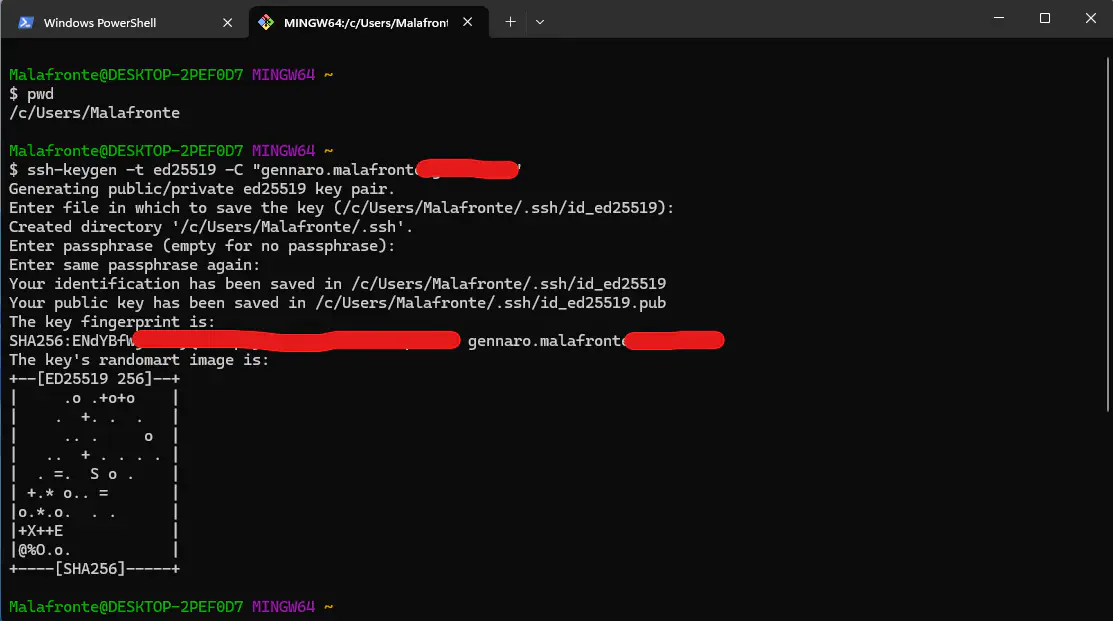 Windows PowerShell
MINGW64:/c/Users/Malafront
Malafronte@DESKTOP-2PEF0D7 MINGW64 ~
$ pwd
/c/Users/Malafronte
Malafronte@DESKTOP-2PEF0D7 MINGW64 ~
$ ssh-keygen -t ed25519 -C "gennaro.malafronte
Generating public/private ed25519 key pair.
Enter file in which to save the key (/c/Users/Malafronte/.ssh/id_ed25519):
Created directory '/c/Users/Malafronte/.ssh'.
Enter passphrase (empty for no passphrase):
Enter same passphrase again:
Your identification has been saved in /c/Users/Malafronte/.ssh/id_ed25519
Your public key has been saved in /c/Users/Malafronte/.ssh/id_ed25519.pub
The key fingerprint is:
SHA256:ENdYBfW gennaro.malafronte
The key's randomart image is:
+--[ED25519 256]--+
|     .o .+o+o    |
|    .  +. .  .   |
|     .. .     o  |
|   ..  + . . . . |
|  . =.  S o .    |
| +.* o.. =       |
|o.*.o.  . .      |
|+X++E            |
|@%O.o.           |
+----[SHA256]-----+
Malafronte@DESKTOP-2PEF0D7 MINGW64 ~